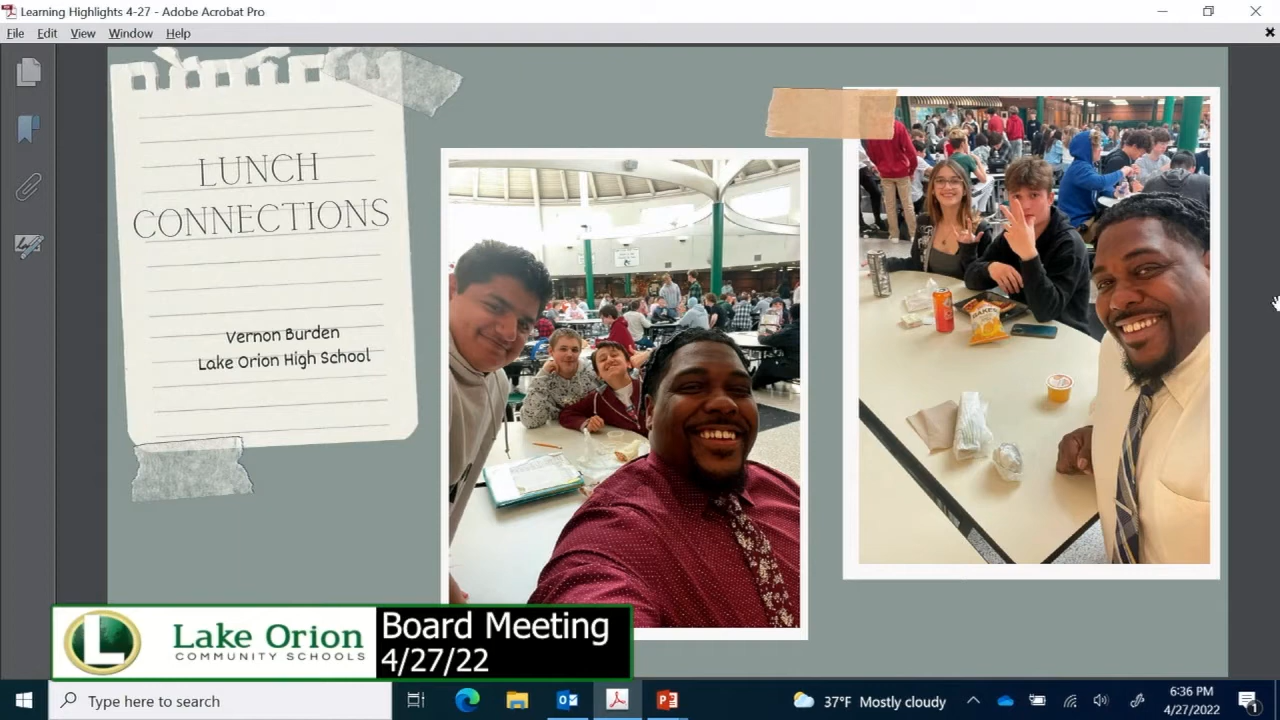 Learning Highlights 4-27 - Adobe Acrobat Pro
File Edit View Window Help
LUNCH
CONNECTIONS
Vernon Burden
Lake Orion High School
BAKED
L
Lake Orion
COMMUNITY SCHOOLS
Board Meeting
4/27/22
Type here to search
37°F Mostly cloudy
6:36 PM
4/27/2022
1